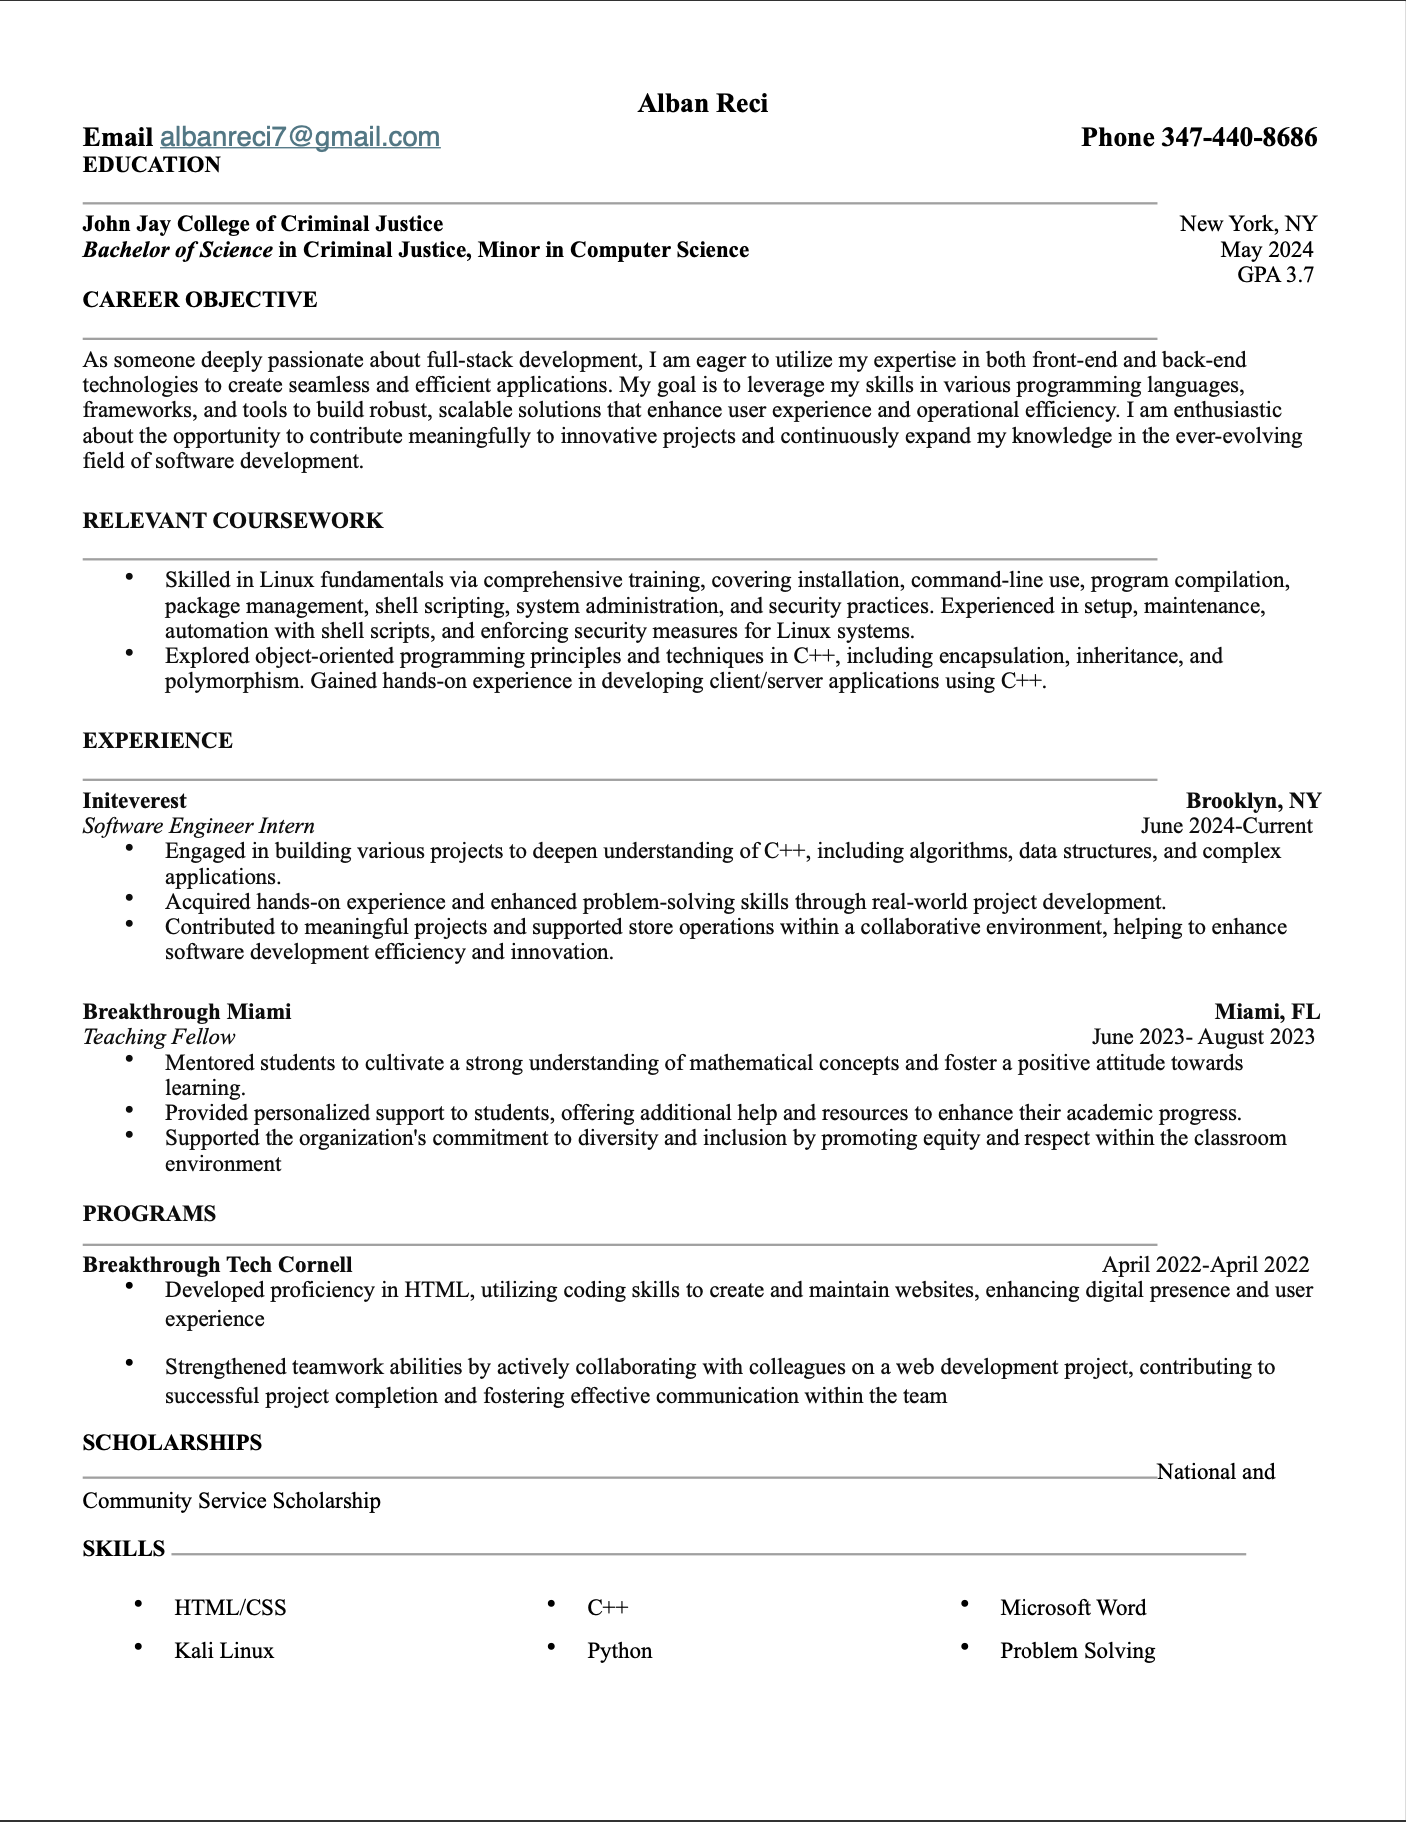 Alban Reci
Email albanreci7@gmail.com Phone 347-440-8686
EDUCATION
John Jay College of Criminal Justice New York, NY
Bachelor of Science in Criminal Justice, Minor in Computer Science May 2024
GPA 3.7
CAREER OBJECTIVE
As someone deeply passionate about full-stack development, I am eager to utilize my expertise in both front-end and back-end
technologies to create seamless and efficient applications. My goal is to leverage my skills in various programming languages,
frameworks, and tools to build robust, scalable solutions that enhance user experience and operational efficiency. I am enthusiastic
about the opportunity to contribute meaningfully to innovative projects and continuously expand my knowledge in the ever-evolving
field of software development.
RELEVANT COURSEWORK
• Skilled in Linux fundamentals via comprehensive training, covering installation, command-line use, program compilation,
package management, shell scripting, system administration, and security practices. Experienced in setup, maintenance,
automation with shell scripts, and enforcing security measures for Linux systems.
• Explored object-oriented programming principles and techniques in C++, including encapsulation, inheritance, and
polymorphism. Gained hands-on experience in developing client/server applications using C++.
EXPERIENCE
Initeverest Brooklyn, NY
Software Engineer Intern June 2024-Current
• Engaged in building various projects to deepen understanding of C++, including algorithms, data structures, and complex
applications.
• Acquired hands-on experience and enhanced problem-solving skills through real-world project development.
• Contributed to meaningful projects and supported store operations within a collaborative environment, helping to enhance
software development efficiency and innovation.
Breakthrough Miami Miami, FL
Teaching Fellow June 2023- August 2023
• Mentored students to cultivate a strong understanding of mathematical concepts and foster a positive attitude towards
learning.
• Provided personalized support to students, offering additional help and resources to enhance their academic progress.
• Supported the organization's commitment to diversity and inclusion by promoting equity and respect within the classroom
environment
PROGRAMS
Breakthrough Tech Cornell April 2022-April 2022
• Developed proficiency in HTML, utilizing coding skills to create and maintain websites, enhancing digital presence and user
experience
• Strengthened teamwork abilities by actively collaborating with colleagues on a web development project, contributing to
successful project completion and fostering effective communication within the team
SCHOLARSHIPS
National and
Community Service Scholarship
SKILLS
• HTML/CSS • C++ • Microsoft Word
• Kali Linux • Python • Problem Solving